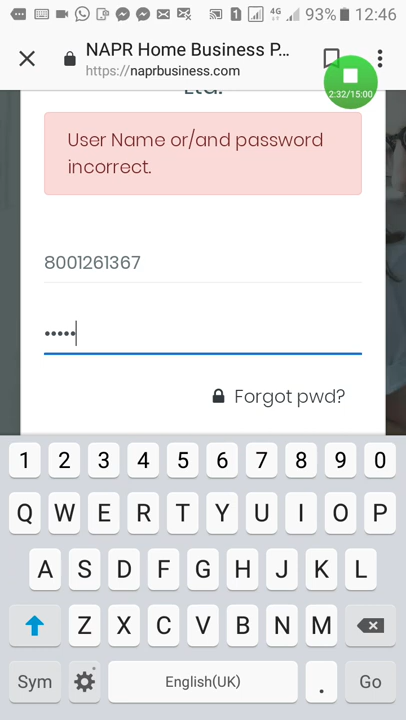 4G 93% 12:46
NAPR Home Business P...
https://naprbusiness.com
2:32/15:00
Ltd.
User Name or/and password
incorrect.
8001261367
•••••
Forgot pwd?
1 2 3 4 5 6 7 8 9 0
Q W E R T Y U I O P
A S D F G H J K L
Z X C V B N M
Sym English(UK) . Go